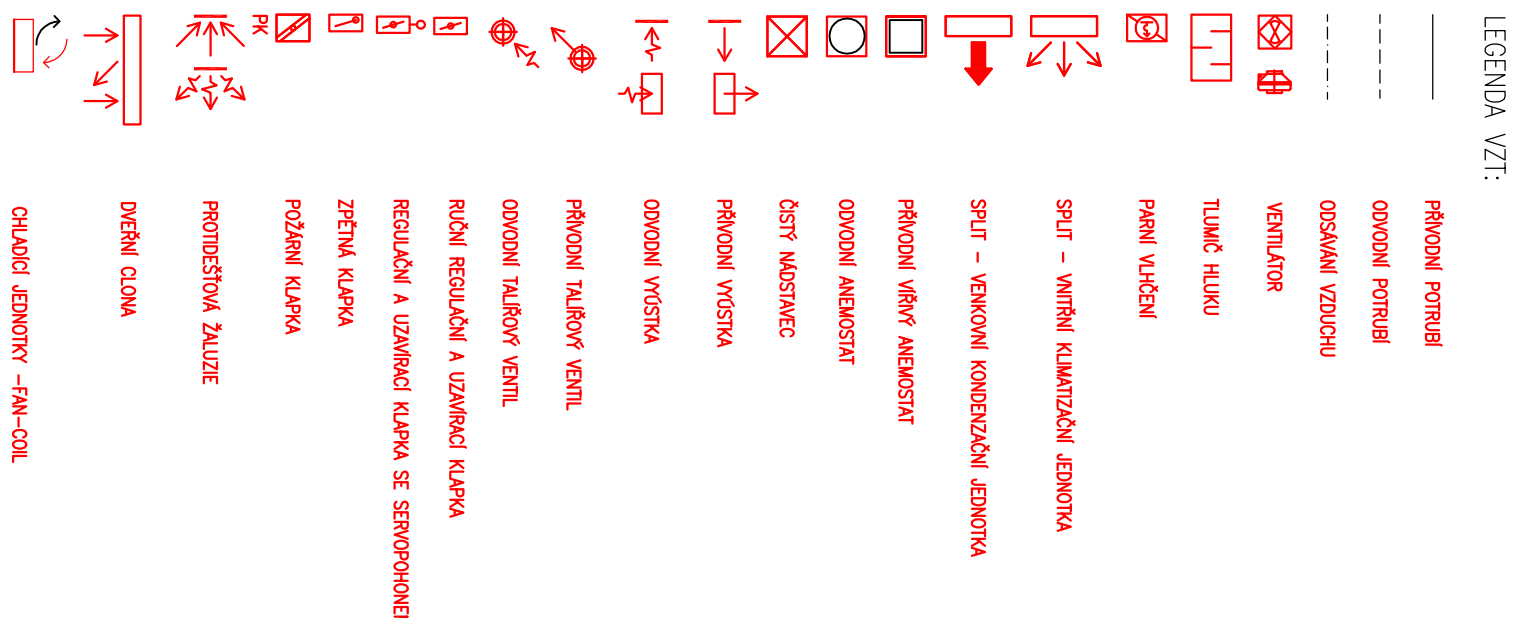 LEGENDA VZT:
PŘÍVODNÍ POTRUBÍ
ODVODNÍ POTRUBÍ
ODSÁVÁNÍ VZDUCHU
VENTILÁTOR
TLUMIČ HLUKU
PARNÍ VLHČENÍ
SPLIT – VNITŘNÍ KLIMATIZAČNÍ JEDNOTKA
SPLIT – VENKOVNÍ KONDENZAČNÍ JEDNOTKA
PŘÍVODNÍ VÍŘIVÝ ANEMOSTAT
ODVODNÍ ANEMOSTAT
ČISTÝ NÁDSTAVEC
PŘÍVODNÍ VYÚSTKA
ODVODNÍ VYÚSTKA
PŘÍVODNÍ TALÍŘOVÝ VENTIL
ODVODNÍ TALÍŘOVÝ VENTIL
RUČNÍ REGULAČNÍ A UZAVÍRACÍ KLAPKA
REGULAČNÍ A UZAVÍRACÍ KLAPKA SE SERVOPOHONEM
ZPĚTNÁ KLAPKA
PK POŽÁRNÍ KLAPKA
PROTIDEŠŤOVÁ ŽALUZIE
DVEŘNÍ CLONA
CHLADÍCÍ JEDNOTKY –FAN–COIL